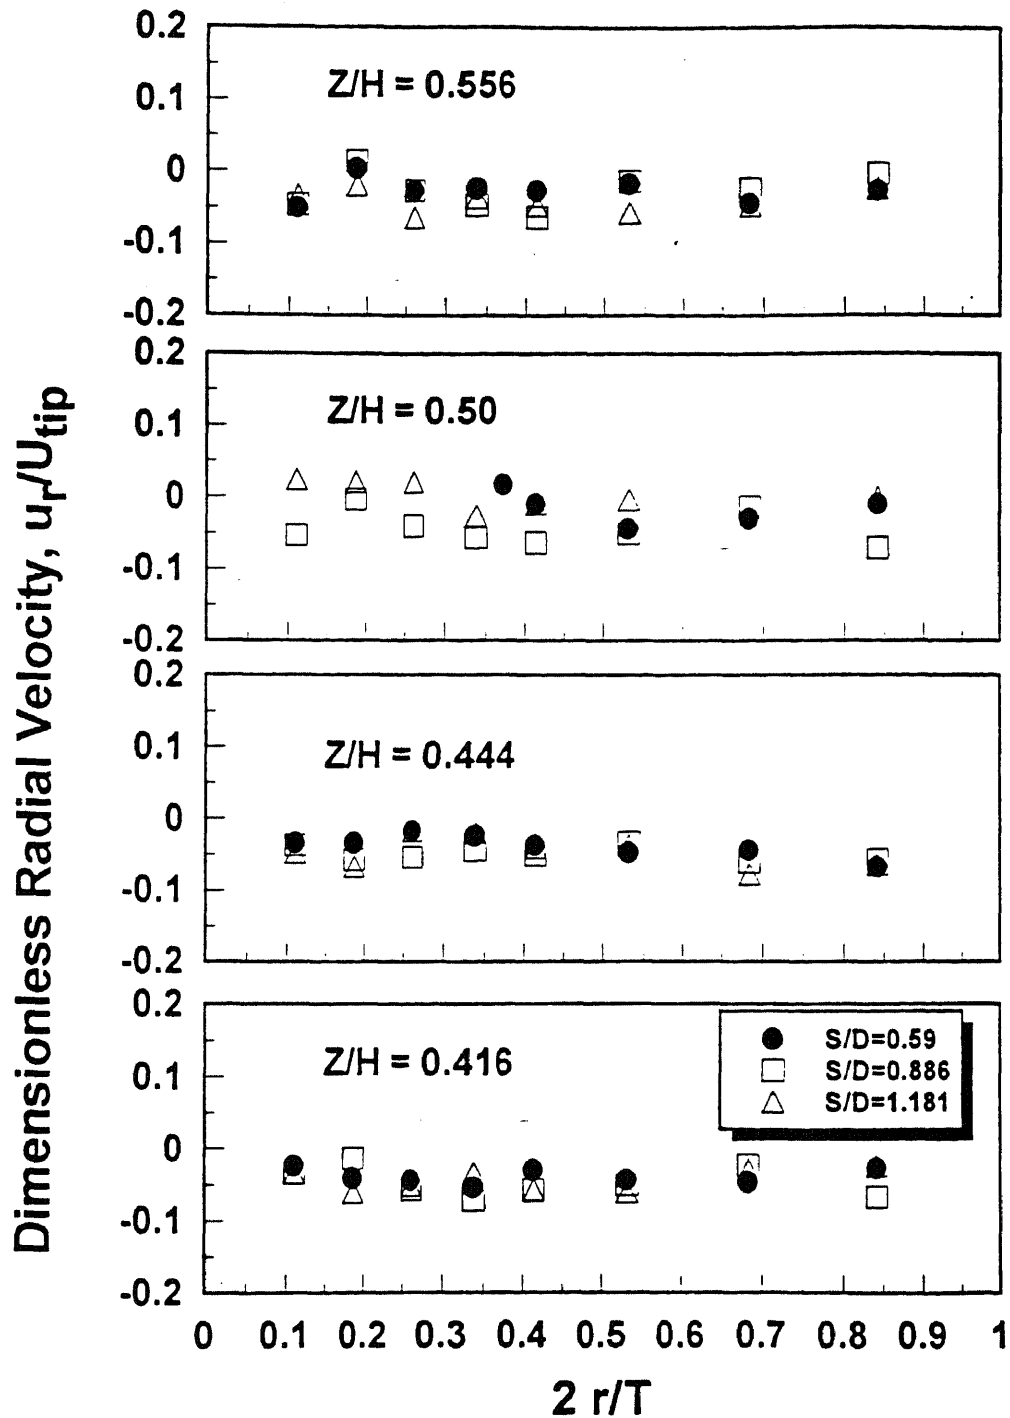 Dimensionless Radial Velocity, ur/Utip
0.2
0.1
0
-0.1
-0.2
Z/H = 0.556
0.2
0.1
0
-0.1
-0.2
Z/H = 0.50
0.2
0.1
0
-0.1
-0.2
Z/H = 0.444
0.2
0.1
0
-0.1
-0.2
Z/H = 0.416
S/D=0.59
S/D=0.886
S/D=1.181
0 0.1 0.2 0.3 0.4 0.5 0.6 0.7 0.8 0.9 1
2 r/T